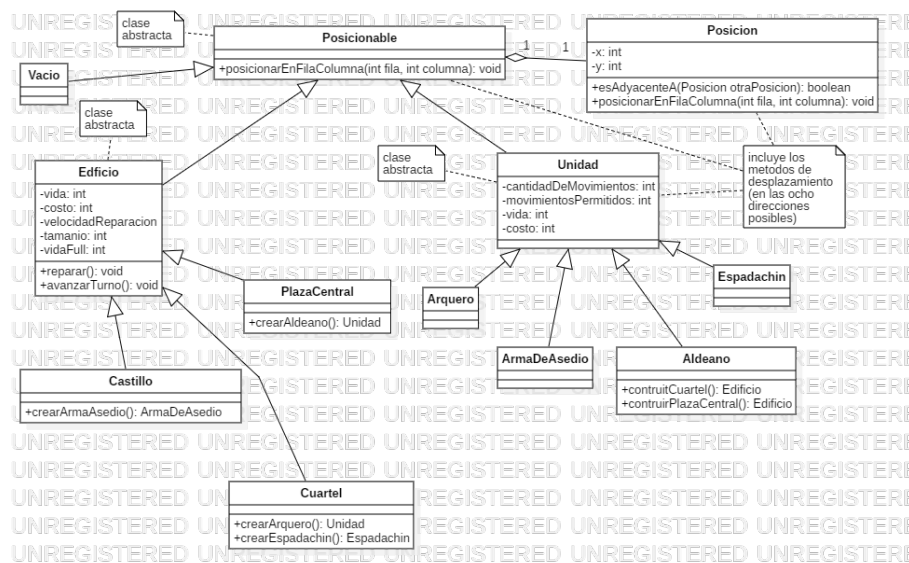 clase
abstracta
Posicionable
+posicionarEnFilaColumna(int fila, int columna): void
1
1
Posicion
-x: int
-y: int
+esAdyacenteA(Posicion otraPosicion): boolean
+posicionarEnFilaColumna(int fila, int columna): void
Vacio
clase
abstracta
Edficio
-vida: int
-costo: int
-velocidadReparacion
-tamanio: int
-vidaFull: int
+reparar(): void
+avanzarTurno(): void
clase
abstracta
Unidad
-cantidadDeMovimientos: int
-movimientosPermitidos: int
-vida: int
-costo: int
incluye los
metodos de
desplazamiento
(en las ocho
direcciones
posibles)
PlazaCentral
+crearAldeano(): Unidad
Arquero
Espadachin
ArmaDeAsedio
Aldeano
+contruitCuartel(): Edificio
+contruirPlazaCentral(): Edificio
Castillo
+crearArmaAsedio(): ArmaDeAsedio
Cuartel
+crearArquero(): Unidad
+crearEspadachin(): Espadachin
UNREGISTERED